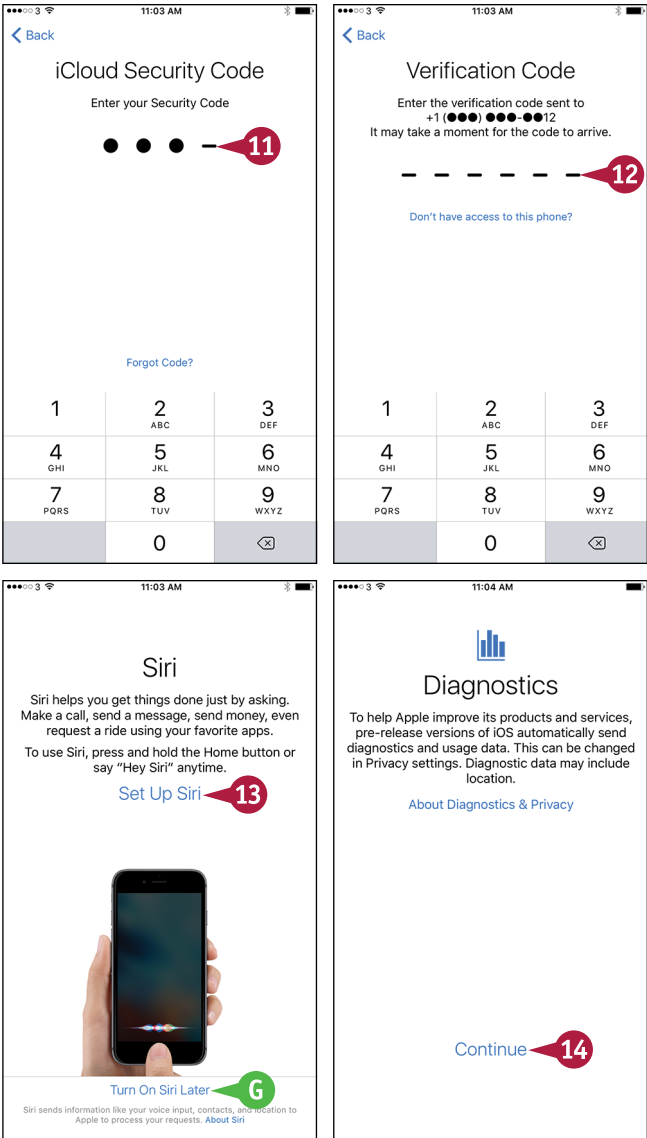 ●●●○○ 3 11:03 AM
Back
iCloud Security Code
Enter your Security Code
● ● ● – 11
Forgot Code?
1 2 3
ABC DEF
4 5 6
GHI JKL MNO
7 8 9
PQRS TUV WXYZ
0
●●●○○ 3 11:03 AM
Back
Verification Code
Enter the verification code sent to
+1 (●●●) ●●●-●●12
It may take a moment for the code to arrive.
– – – – – – 12
Don't have access to this phone?
1 2 3
ABC DEF
4 5 6
GHI JKL MNO
7 8 9
PQRS TUV WXYZ
0
●●●○○ 3 11:03 AM
Siri
Siri helps you get things done just by asking.
Make a call, send a message, send money, even
request a ride using your favorite apps.
To use Siri, press and hold the Home button or
say “Hey Siri” anytime.
Set Up Siri 13
Turn On Siri Later G
Siri sends information like your voice input, contacts, and location to
Apple to process your requests. About Siri
●●●●○ 3 11:04 AM
Diagnostics
To help Apple improve its products and services,
pre-release versions of iOS automatically send
diagnostics and usage data. This can be changed
in Privacy settings. Diagnostic data may include
location.
About Diagnostics & Privacy
Continue 14